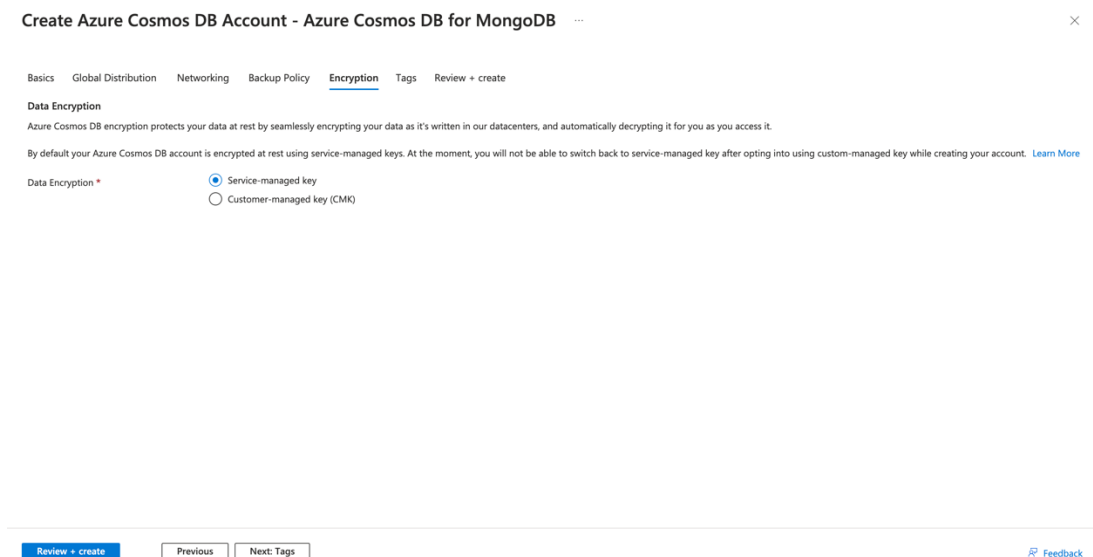 Create Azure Cosmos DB Account - Azure Cosmos DB for MongoDB ...
Basics Global Distribution Networking Backup Policy Encryption Tags Review + create
Data Encryption
Azure Cosmos DB encryption protects your data at rest by seamlessly encrypting your data as it's written in our datacenters, and automatically decrypting it for you as you access it.
By default your Azure Cosmos DB account is encrypted at rest using service-managed keys. At the moment, you will not be able to switch back to service-managed key after opting into using custom-managed key while creating your account. Learn More
Data Encryption * Service-managed key
Customer-managed key (CMK)
Review + create Previous Next: Tags Feedback